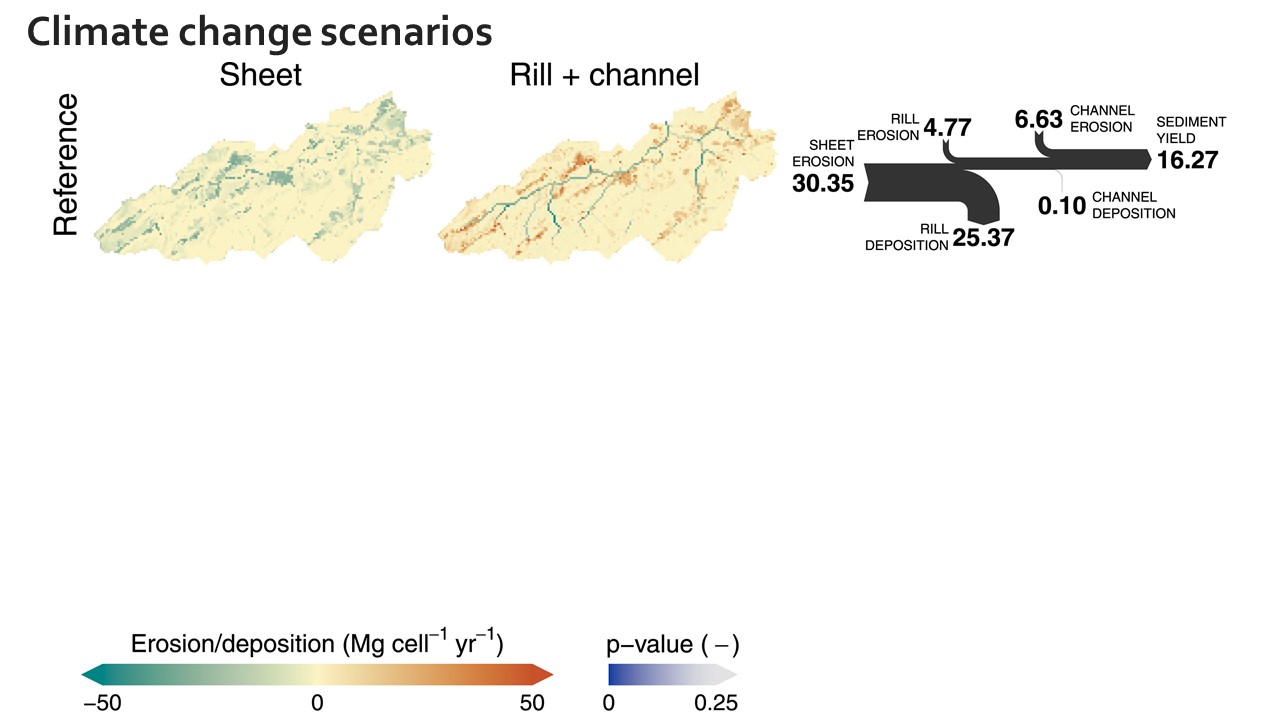 Climate change scenarios
Sheet
Rill + channel
Reference
SHEET
EROSION
30.35
RILL
EROSION 4.77
6.63 CHANNEL
EROSION
SEDIMENT
YIELD
16.27
0.10 CHANNEL
DEPOSITION
RILL
DEPOSITION 25.37
Erosion/deposition (Mg cell⁻¹ yr⁻¹)
−50 0 50
p−value ( − )
0 0.25